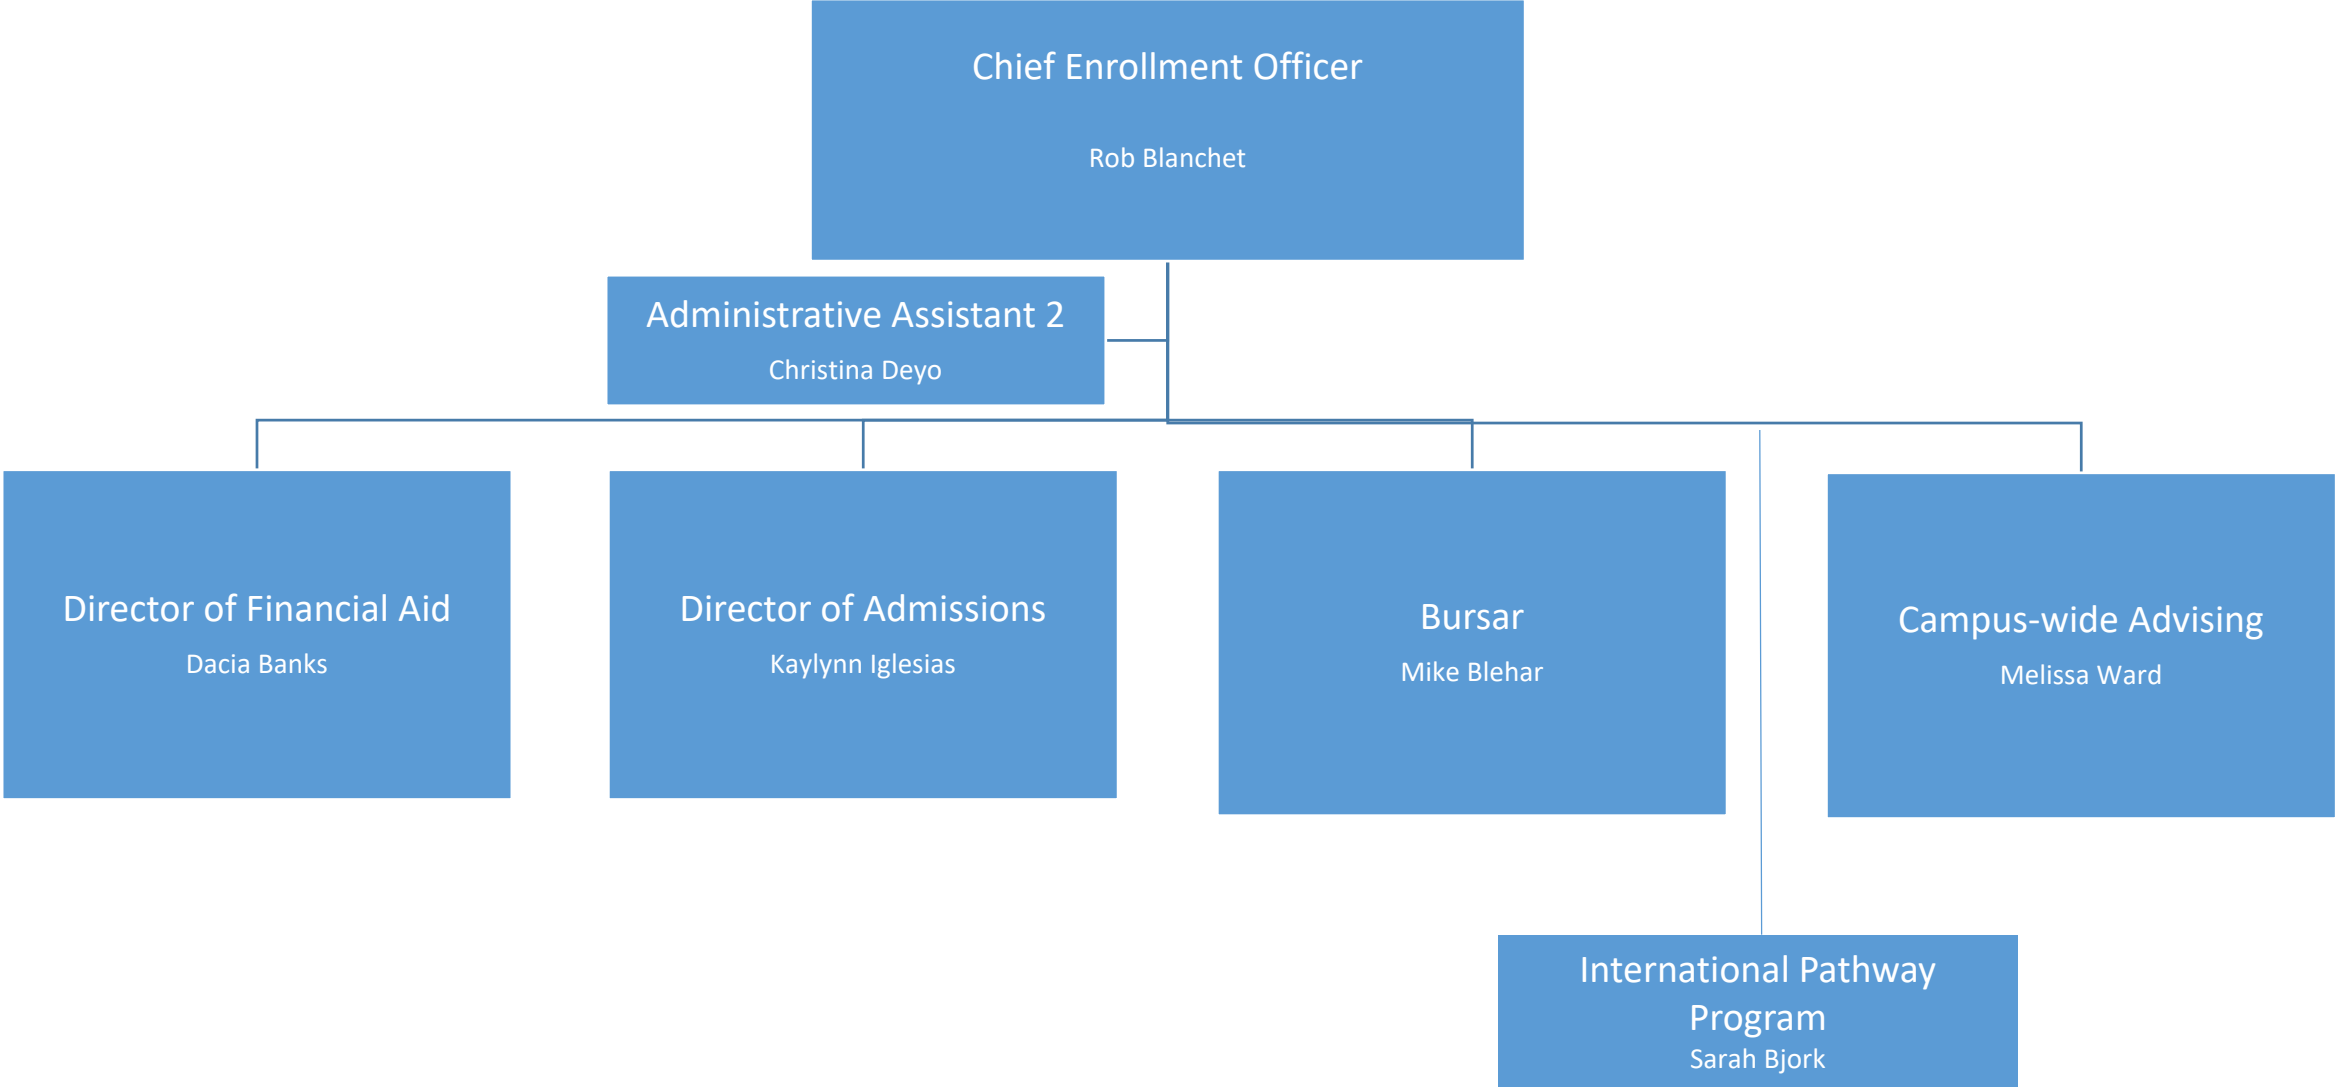 Chief Enrollment Officer
Rob Blanchet
Administrative Assistant 2
Christina Deyo
Director of Financial Aid
Dacia Banks
Director of Admissions
Kaylynn Iglesias
Bursar
Mike Blehar
Campus-wide Advising
Melissa Ward
International Pathway
Program
Sarah Bjork